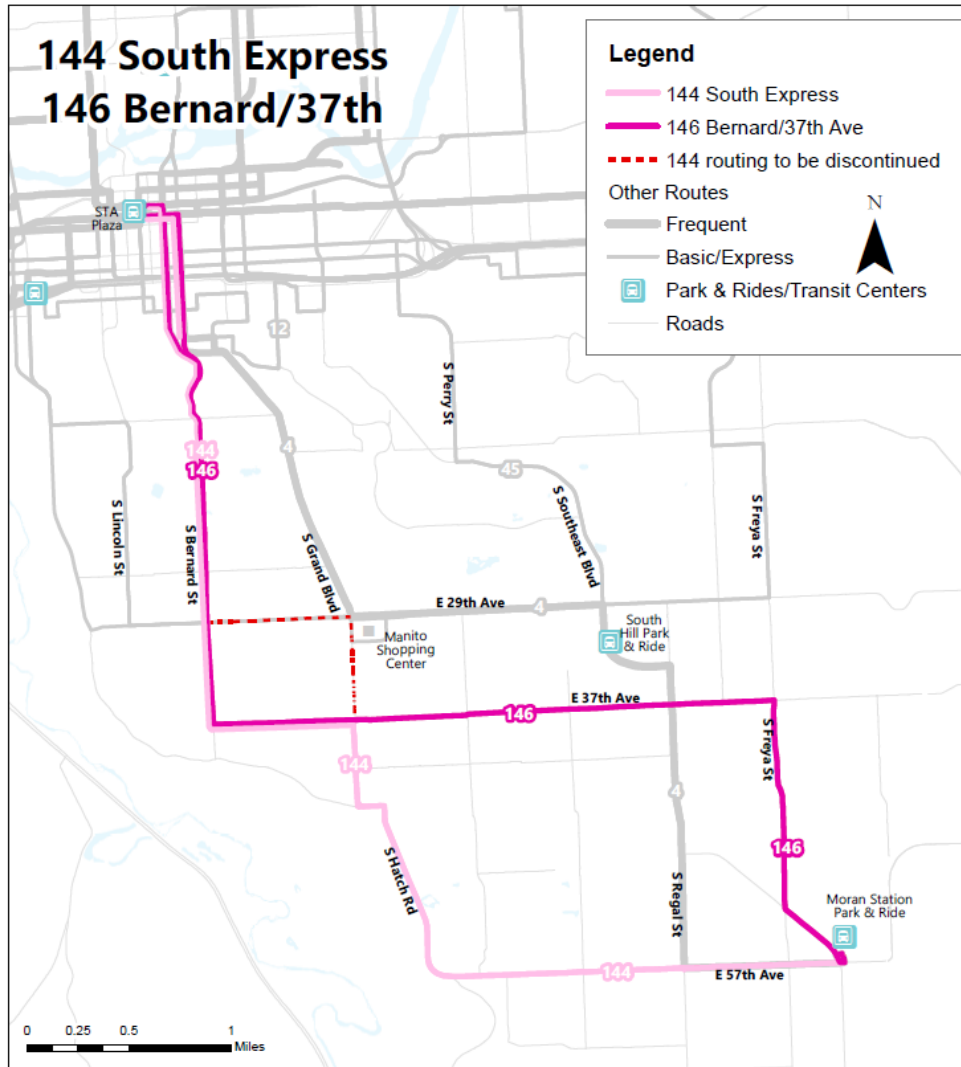 144 South Express
146 Bernard/37th
Legend
144 South Express
146 Bernard/37th Ave
144 routing to be discontinued
Other Routes
Frequent
Basic/Express
Park & Rides/Transit Centers
Roads
N
STA
Plaza
12
S Perry St
4
144
146
45
S Lincoln St
S Bernard St
S Grand Blvd
S Southeast Blvd
S Freya St
E 29th Ave
4
Manito
Shopping
Center
South
Hill Park
& Ride
E 37th Ave
146
S Freya St
144
4
146
S Hatch Rd
S Regal St
Moran Station
Park & Ride
144
E 57th Ave
0
0.25
0.5
1
Miles